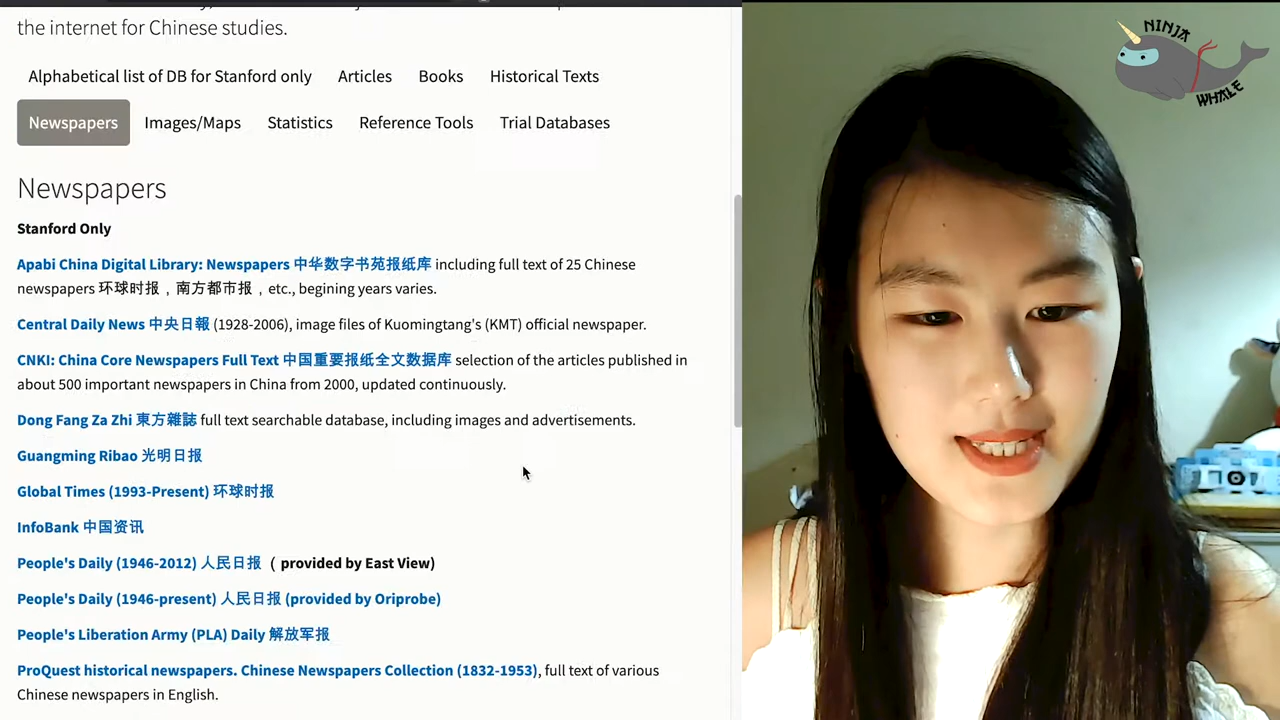 the internet for Chinese studies.
Alphabetical list of DB for Stanford only Articles Books Historical Texts
Newspapers Images/Maps Statistics Reference Tools Trial Databases
Newspapers
Stanford Only
Apabi China Digital Library: Newspapers 中华数字书苑报纸库 including full text of 25 Chinese
newspapers 环球时报，南方都市报，etc., begining years varies.
Central Daily News 中央日報 (1928-2006), image files of Kuomingtang's (KMT) official newspaper.
CNKI: China Core Newspapers Full Text 中国重要报纸全文数据库 selection of the articles published in
about 500 important newspapers in China from 2000, updated continuously.
Dong Fang Za Zhi 東方雜誌 full text searchable database, including images and advertisements.
Guangming Ribao 光明日报
Global Times (1993-Present) 环球时报
InfoBank 中国资讯
People's Daily (1946-2012) 人民日报 ( provided by East View)
People's Daily (1946-present) 人民日报 (provided by Oriprobe)
People's Liberation Army (PLA) Daily 解放军报
ProQuest historical newspapers. Chinese Newspapers Collection (1832-1953), full text of various
Chinese newspapers in English.
NINJA
WHALE